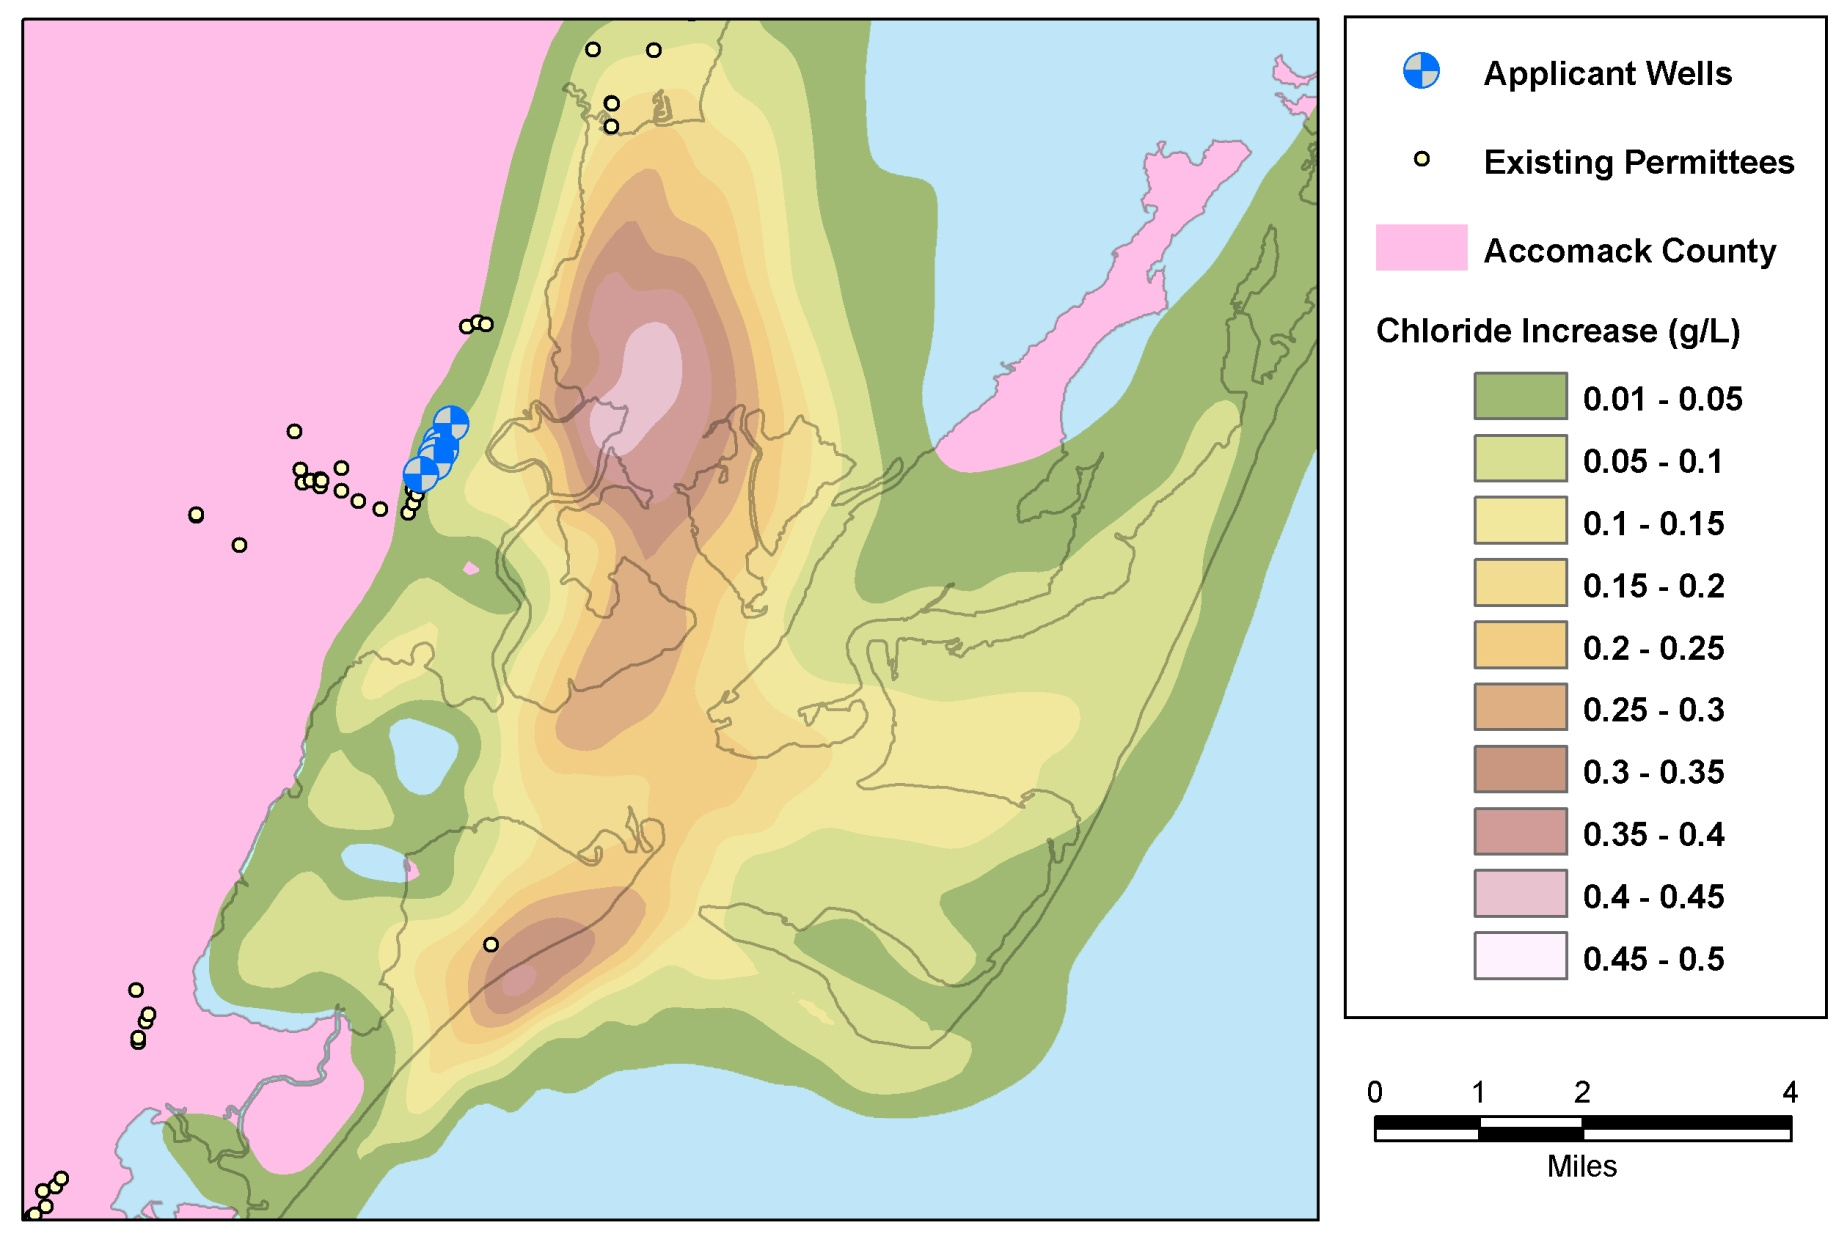 Applicant Wells
Existing Permittees
Accomack County
Chloride Increase (g/L)
0.01 - 0.05
0.05 - 0.1
0.1 - 0.15
0.15 - 0.2
0.2 - 0.25
0.25 - 0.3
0.3 - 0.35
0.35 - 0.4
0.4 - 0.45
0.45 - 0.5
0 1 2 4
Miles